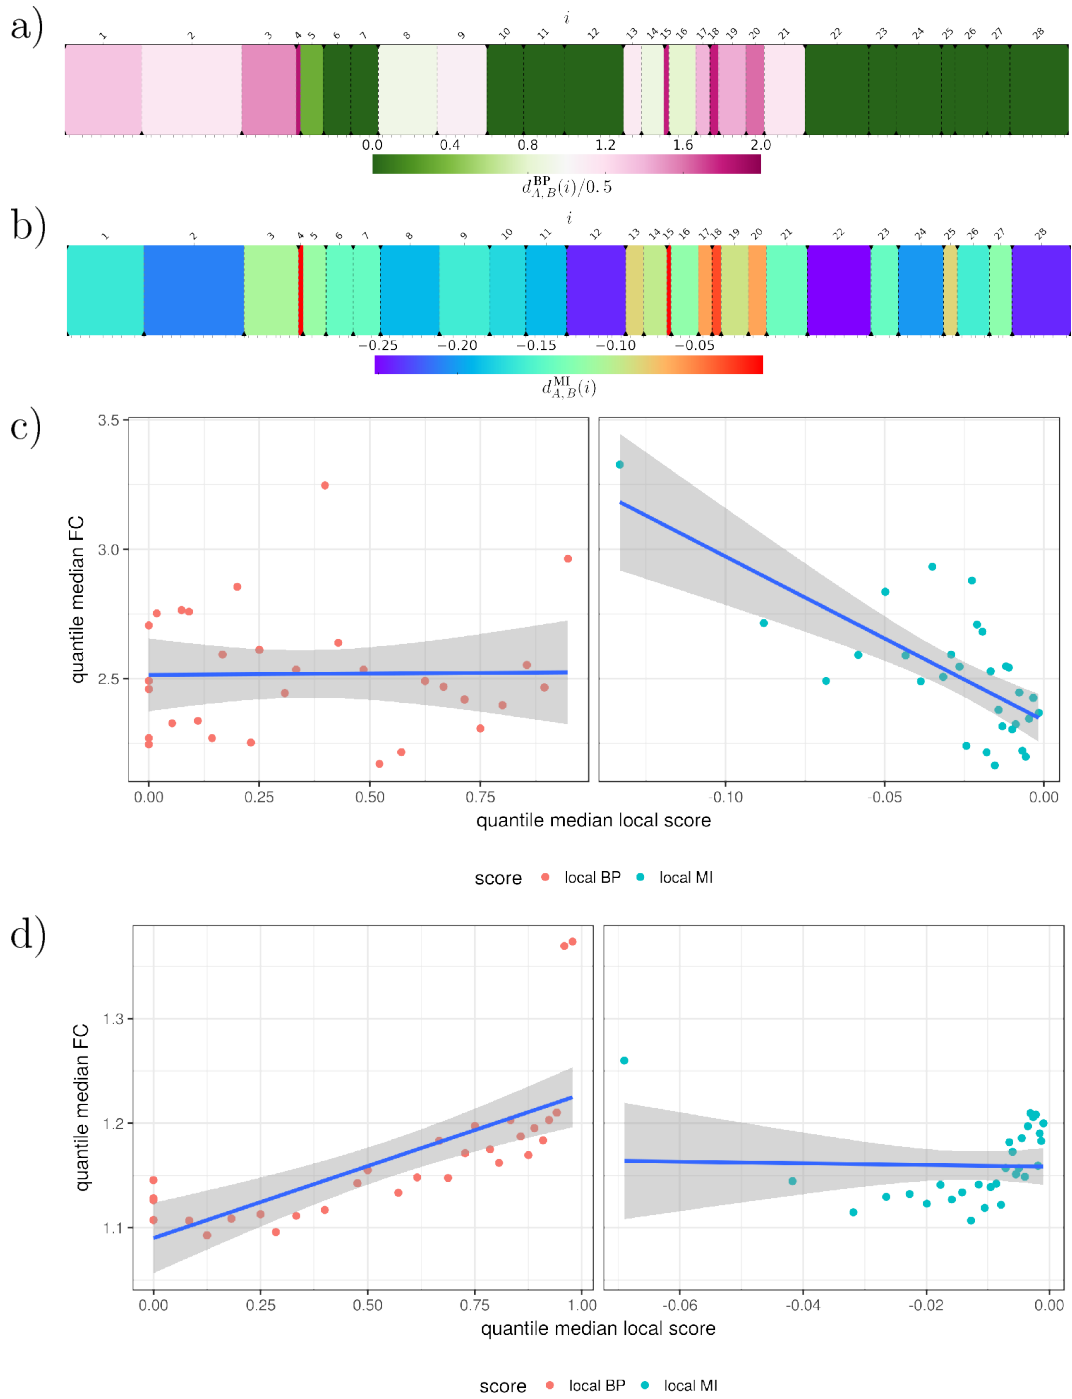 a)
i
1 2 3 4 5 6 7 8 9 10 11 12 13 14 15 16 17 18 19 20 21 22 23 24 25 26 27 28
0.0 0.4 0.8 1.2 1.6 2.0
d^BP_A,B(i)/0.5
b)
i
1 2 3 4 5 6 7 8 9 10 11 12 13 14 15 16 17 18 19 20 21 22 23 24 25 26 27 28
−0.25 −0.20 −0.15 −0.10 −0.05
d^MI_A,B(i)
c)
quantile median FC
3.5
3.0
2.5
0.00 0.25 0.50 0.75 -0.10 -0.05 0.00
quantile median local score
score local BP local MI
d)
quantile median FC
1.3
1.2
1.1
0.00 0.25 0.50 0.75 1.00 -0.06 -0.04 -0.02 0.00
quantile median local score
score local BP local MI